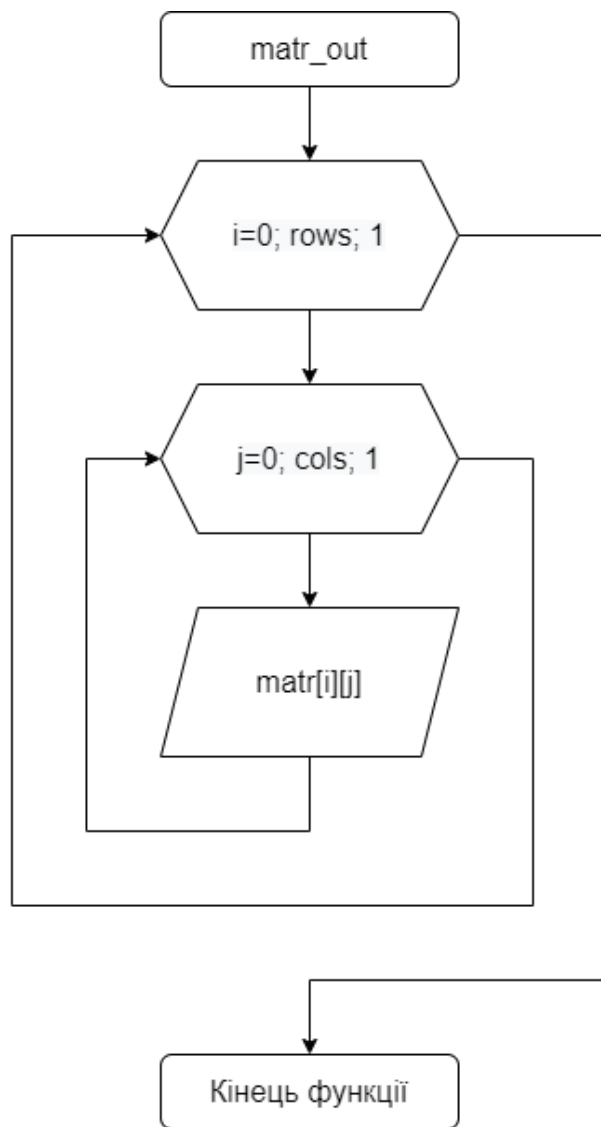 matr_out
i=0; rows; 1
j=0; cols; 1
matr[i][j]
Кінець функції